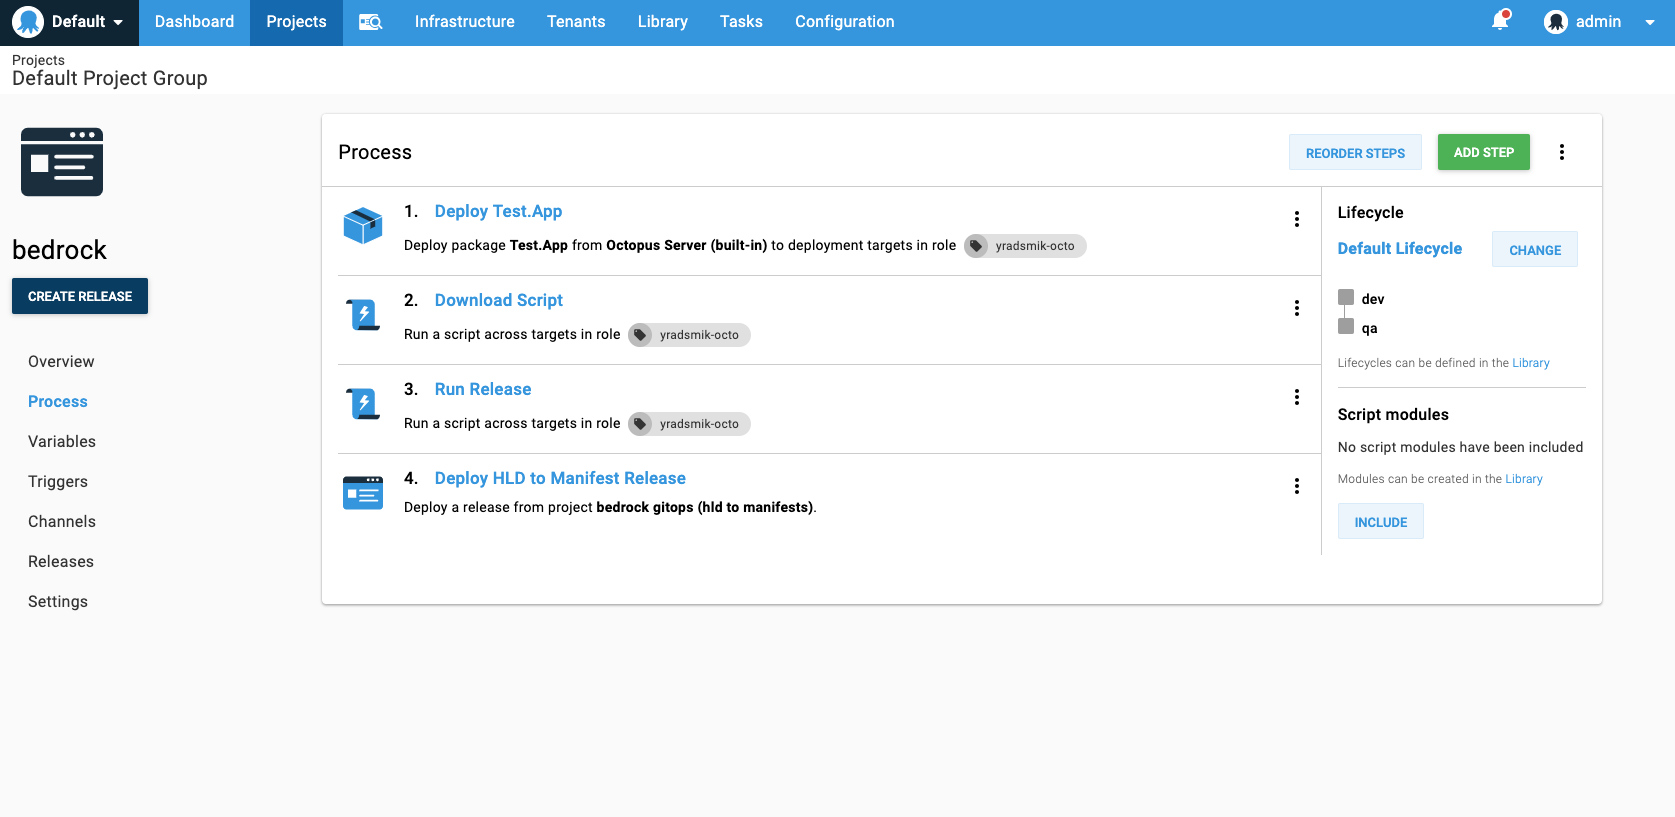 Default Dashboard Projects Infrastructure Tenants Library Tasks Configuration admin
Projects
Default Project Group
bedrock
CREATE RELEASE
Overview
Process
Variables
Triggers
Channels
Releases
Settings
Process REORDER STEPS ADD STEP
1. Deploy Test.App
Deploy package Test.App from Octopus Server (built-in) to deployment targets in role yradsmik-octo
2. Download Script
Run a script across targets in role yradsmik-octo
3. Run Release
Run a script across targets in role yradsmik-octo
4. Deploy HLD to Manifest Release
Deploy a release from project bedrock gitops (hld to manifests).
Lifecycle
Default Lifecycle CHANGE
dev
qa
Lifecycles can be defined in the Library
Script modules
No script modules have been included
Modules can be created in the Library
INCLUDE